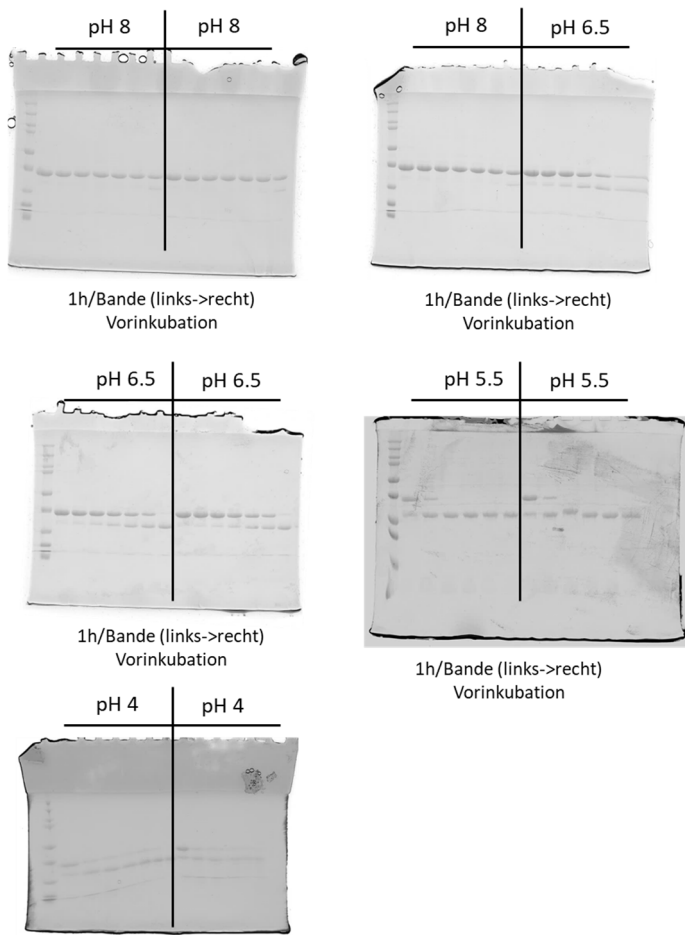 pH 8 pH 8
1h/Bande (links->recht)
Vorinkubation
pH 8 pH 6.5
1h/Bande (links->recht)
Vorinkubation
pH 6.5 pH 6.5
1h/Bande (links->recht)
Vorinkubation
pH 5.5 pH 5.5
1h/Bande (links->recht)
Vorinkubation
pH 4 pH 4